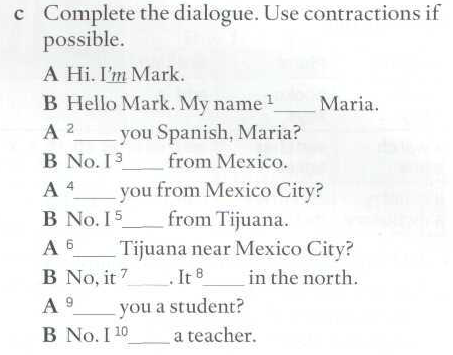 c Complete the dialogue. Use contractions if
possible.
A Hi. I'm Mark.
B Hello Mark. My name ¹____ Maria.
A ²____ you Spanish, Maria?
B No. I ³____ from Mexico.
A ⁴____ you from Mexico City?
B No. I ⁵____ from Tijuana.
A ⁶____ Tijuana near Mexico City?
B No, it ⁷____. It ⁸____ in the north.
A ⁹____ you a student?
B No. I ¹⁰____ a teacher.